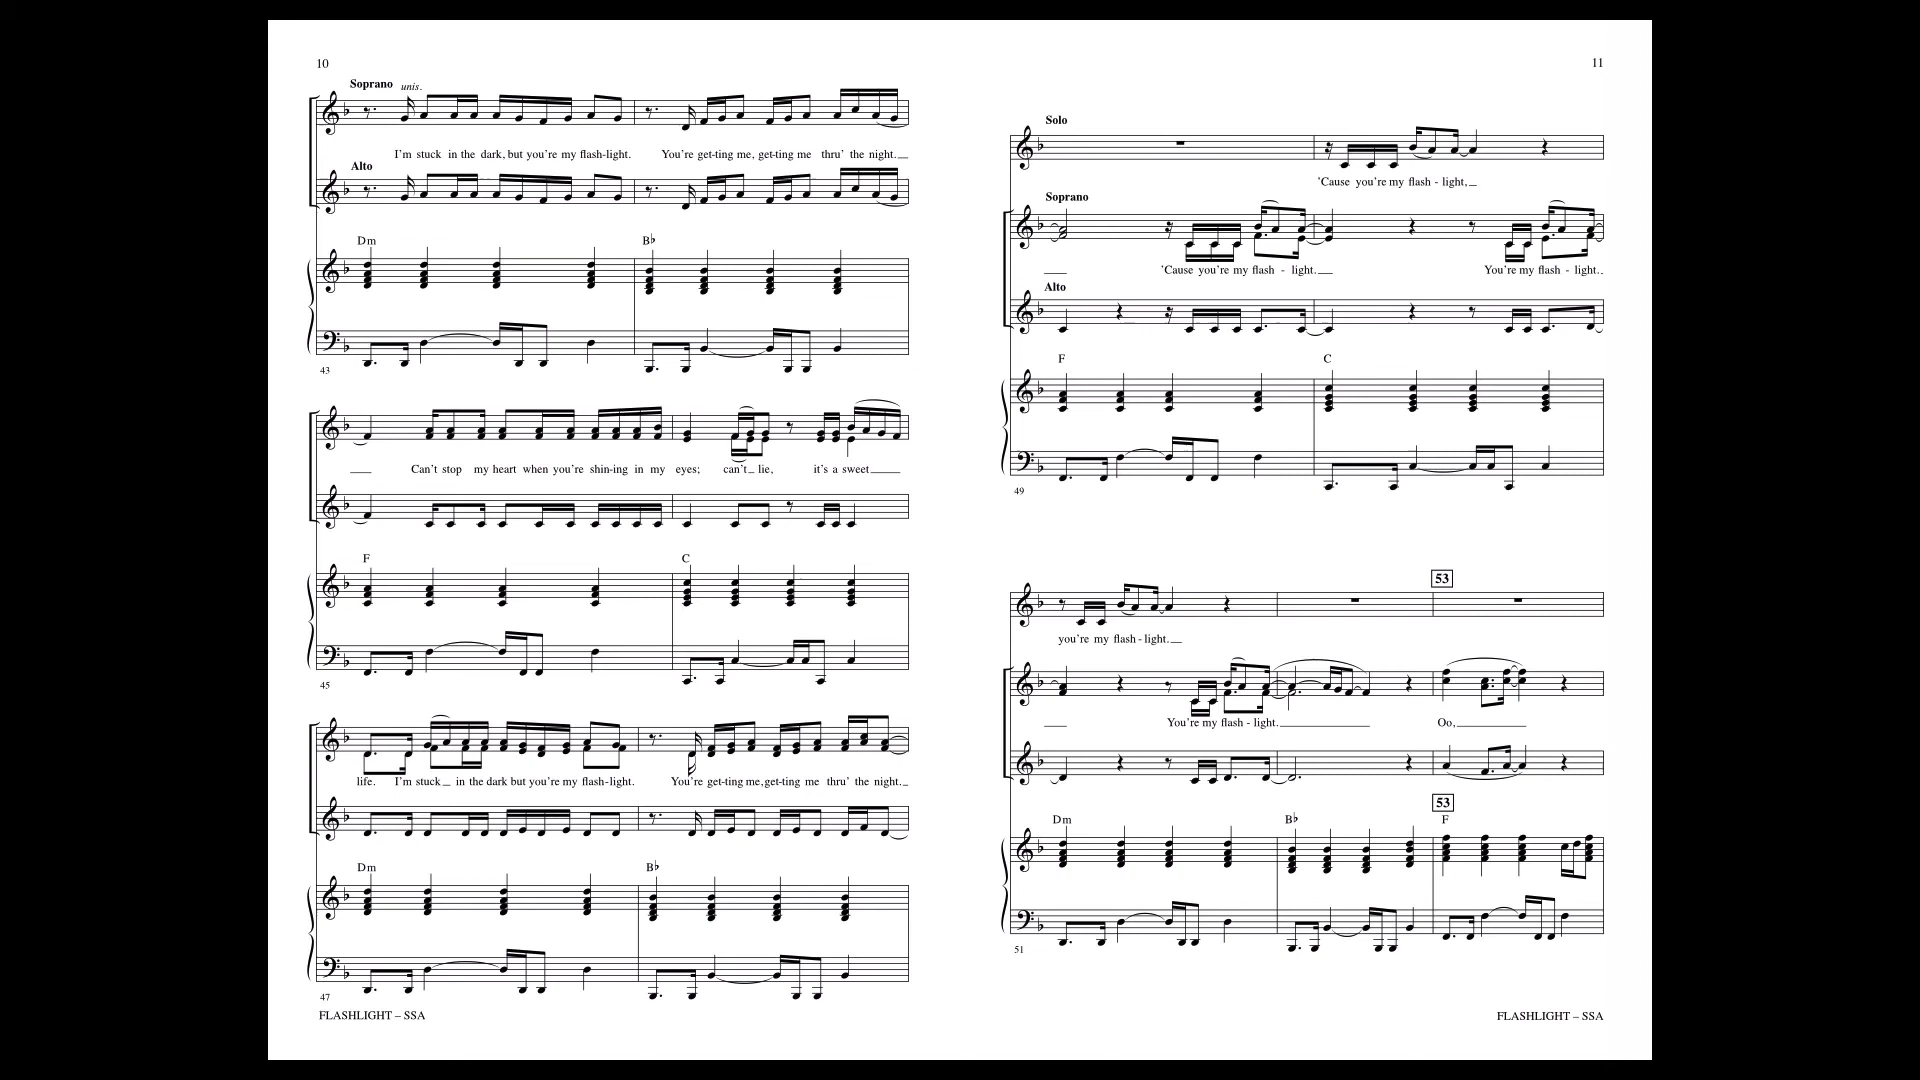 10
Soprano unis.
I'm stuck in the dark, but you're my flash-light. You're get-ting me, get-ting me thru' the night.
Alto
Dm B♭
43
Can't stop my heart when you're shin-ing in my eyes; can't lie, it's a sweet
F C
45
life. I'm stuck in the dark but you're my flash-light. You're get-ting me, get-ting me thru' the night.
Dm B♭
47
FLASHLIGHT – SSA
11
Solo
'Cause you're my flash - light,
Soprano
'Cause you're my flash - light. You're my flash - light.
Alto
F C
49
53
you're my flash - light.
You're my flash - light. Oo,
53
Dm B♭ F
51
FLASHLIGHT – SSA